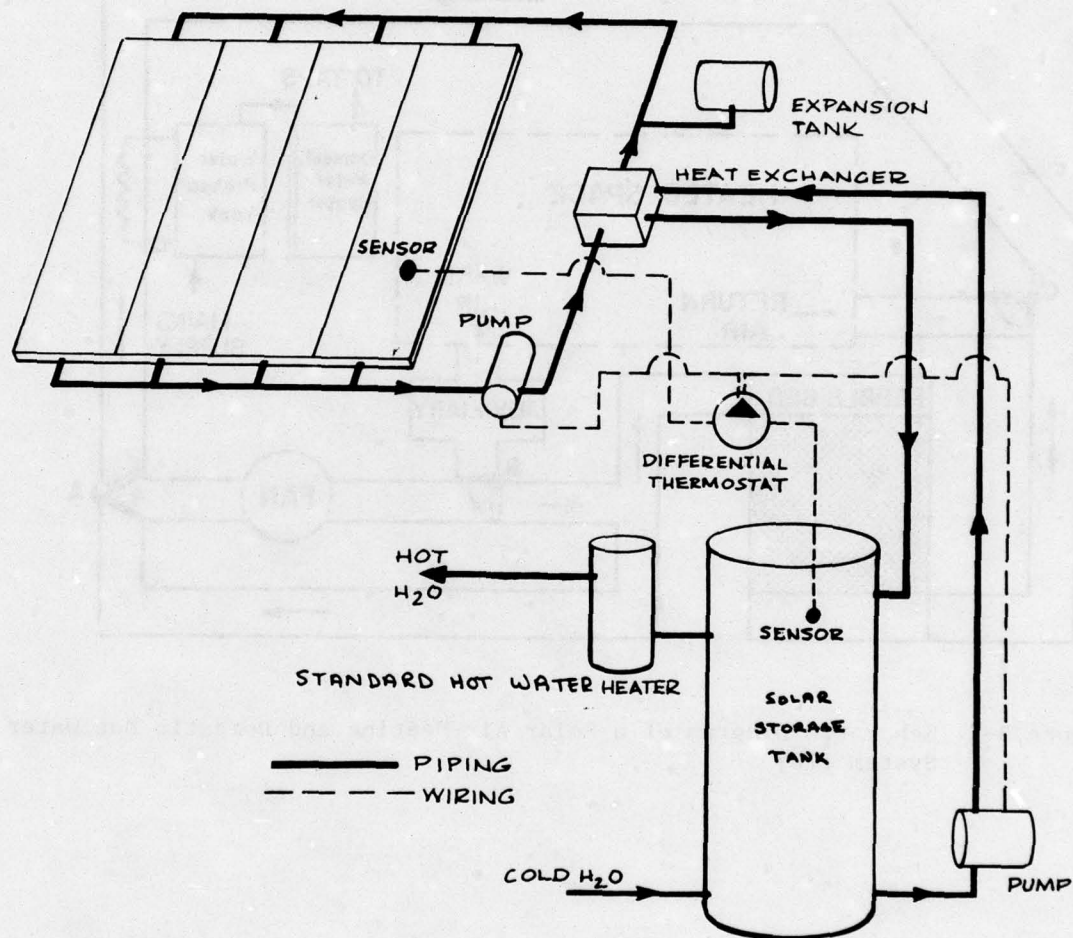 EXPANSION
TANK
HEAT EXCHANGER
SENSOR
PUMP
DIFFERENTIAL
THERMOSTAT
HOT
H₂O
SENSOR
STANDARD HOT WATER HEATER
SOLAR
STORAGE
TANK
PIPING
WIRING
COLD H₂O
PUMP